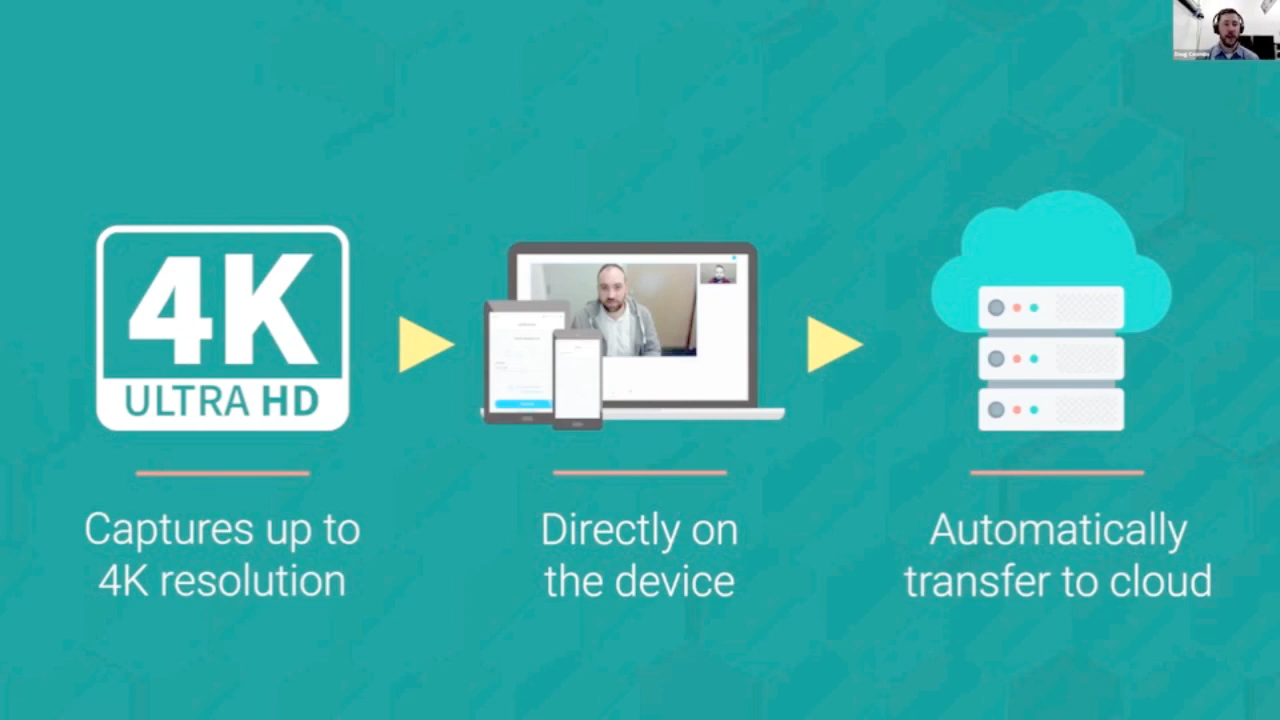 4K
ULTRA HD
Captures up to
4K resolution
Directly on
the device
Automatically
transfer to cloud